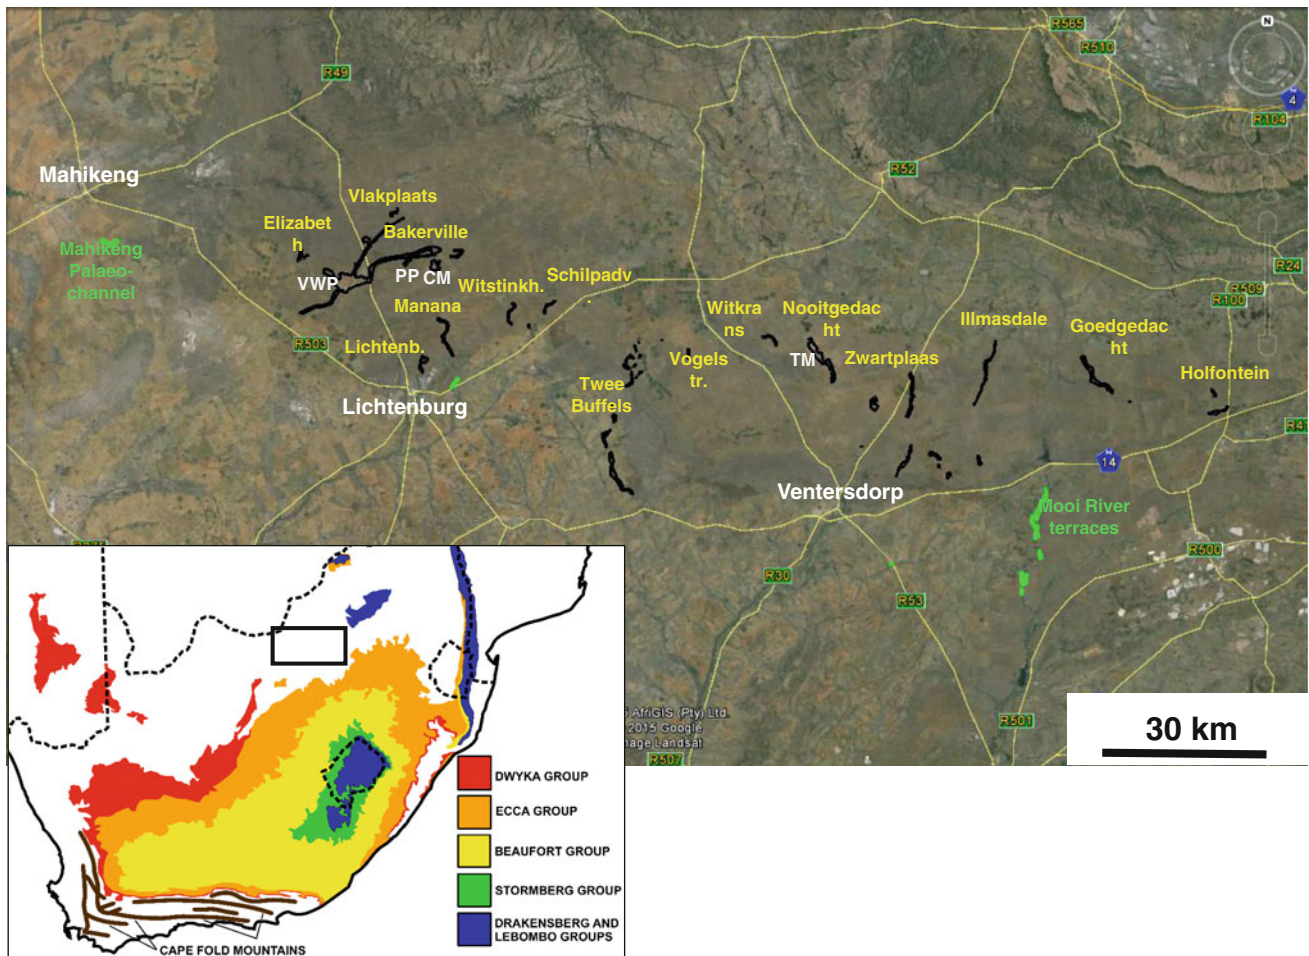 R565
R510
N
4
R104
R49
R52
Mahikeng
Vlakplaats
Elizabet
h
Bakerville
Mahikeng
Palaeo-
channel
VWP
PP
CM
Witstinkh.
Schilpadv
.
R24
R509
R100
Manana
Witkra
ns
Nooitgedac
ht
Illmasdale
Goedgedac
ht
R503
Lichtenb.
Vogels
tr.
TM
Zwartplaas
Holfontein
Twee
Buffels
Lichtenburg
R41
N
14
Ventersdorp
Mooi River
terraces
R500
R30
R53
AfriGIS (Pty) Ltd.
2015 Google
Image Landsat
R501
R507
30 km
DWYKA GROUP
ECCA GROUP
BEAUFORT GROUP
STORMBERG GROUP
DRAKENSBERG AND
LEBOMBO GROUPS
CAPE FOLD MOUNTAINS